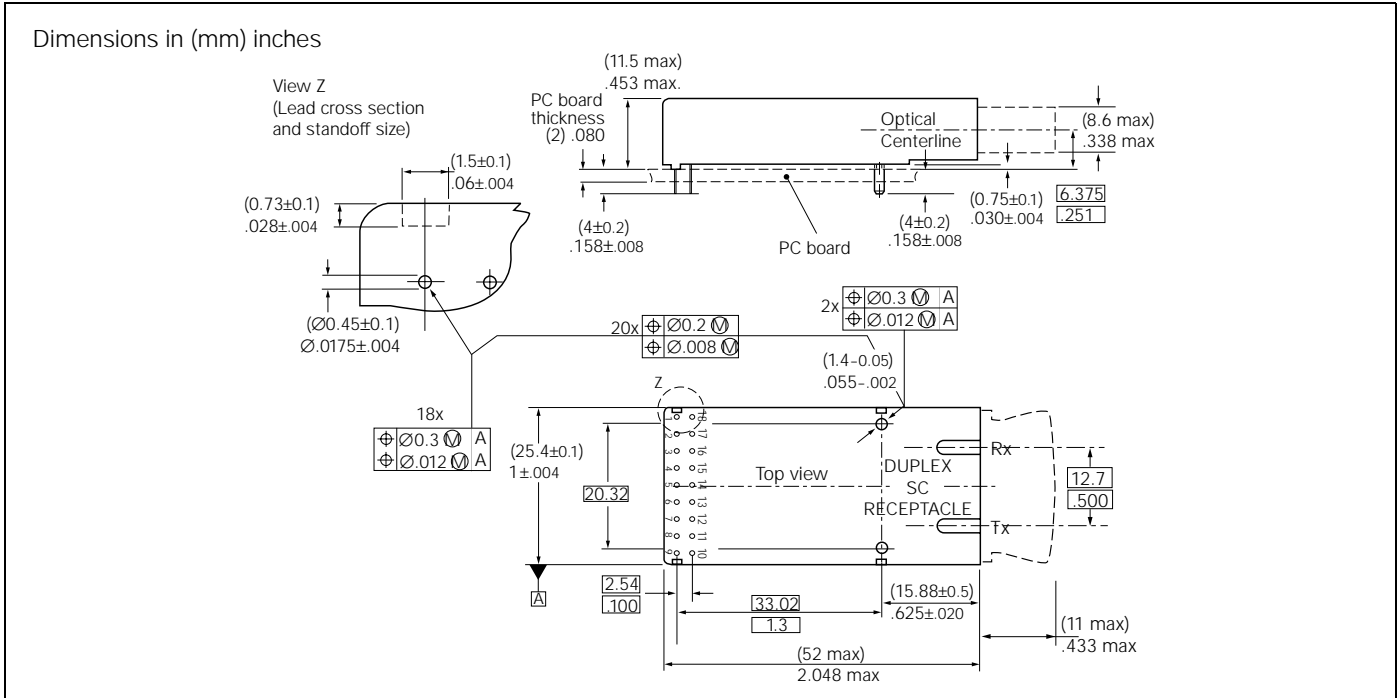 Dimensions in (mm) inches
View Z
(Lead cross section
and standoff size)
(1.5±0.1)
.06±.004
(0.73±0.1)
.028±.004
(Ø0.45±0.1)
Ø.0175±.004
(11.5 max)
.453 max.
PC board
thickness
(2) .080
Optical
Centerline
(8.6 max)
.338 max
(4±0.2)
.158±.008
PC board
(4±0.2)
.158±.008
(0.75±0.1)
.030±.004
6.375
.251
20x
⌖ Ø0.2 Ⓜ
⌖ Ø.008 Ⓜ
2x
⌖ Ø0.3 Ⓜ A
⌖ Ø.012 Ⓜ A
(1.4-0.05)
.055-.002
18x
⌖ Ø0.3 Ⓜ A
⌖ Ø.012 Ⓜ A
Z
(25.4±0.1)
1±.004
20.32
1 18
2 17
3 16
4 15
5 14
6 13
7 12
8 11
9 10
Top view
DUPLEX
SC
RECEPTACLE
Rx
Tx
12.7
.500
A
2.54
.100
33.02
1.3
(15.88±0.5)
.625±.020
(11 max)
.433 max
(52 max)
2.048 max